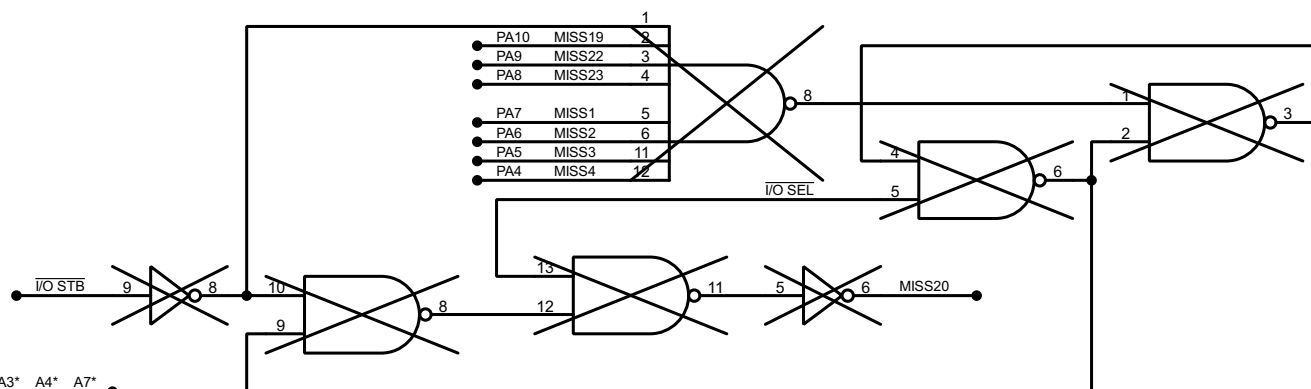 1
PA10 MISS19 2
PA9 MISS22 3
PA8 MISS23 4
8
1
3
PA7 MISS1 5
PA6 MISS2 6
2
PA5 MISS3 11
4
PA4 MISS4 12
6
I/O SEL 5
13
I/O STB 9 8 10
11 5 6 MISS20
8 12
9
A3* A4* A7*